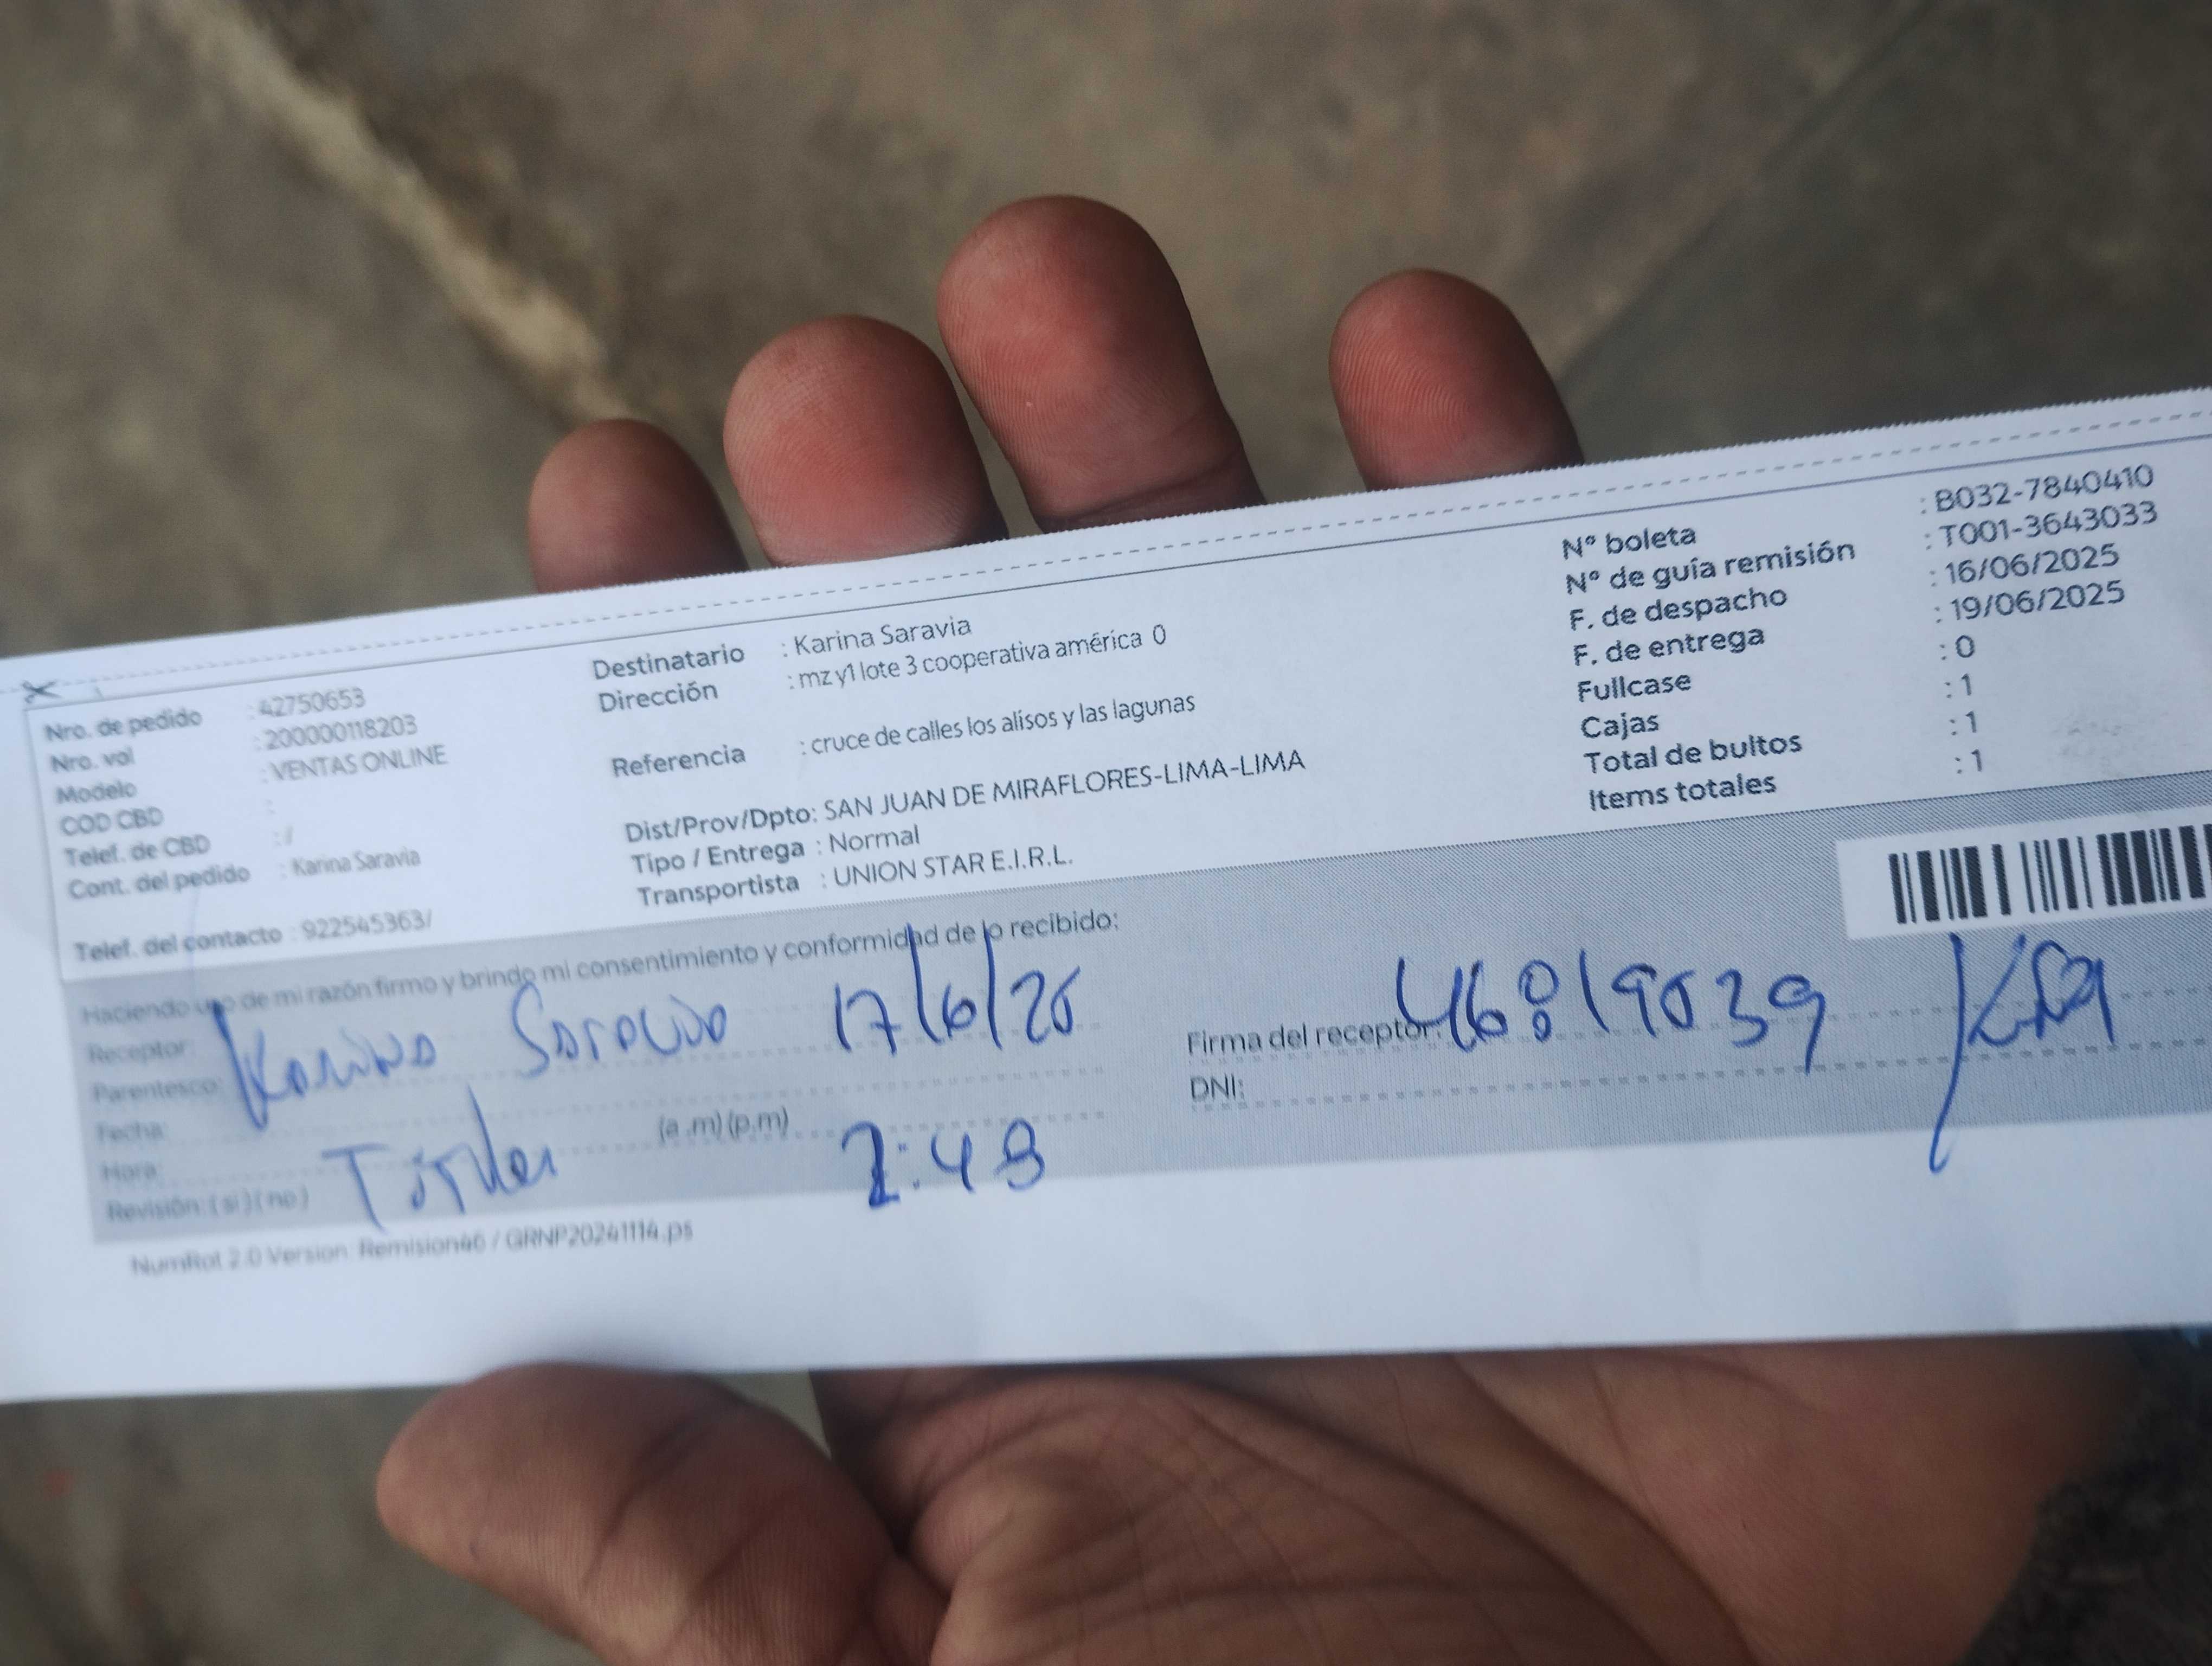 Nro. de pedido : 42750653
Nro. vol : 200000118203
Modelo : VENTAS ONLINE
COD CBD :
Telef. de CBD : /
Cont. del pedido : Karina Saravia
Telef. del contacto : 922545363/
Destinatario : Karina Saravia
Dirección : mz y1 lote 3 cooperativa américa 0
Referencia : cruce de calles los alisos y las lagunas
Dist/Prov/Dpto: SAN JUAN DE MIRAFLORES-LIMA-LIMA
Tipo / Entrega : Normal
Transportista : UNION STAR E.I.R.L.
N° boleta : B032-7840410
N° de guía remisión : T001-3643033
F. de despacho : 16/06/2025
F. de entrega : 19/06/2025
Fullcase : 0
Cajas : 1
Total de bultos : 1
Items totales : 1
Haciendo uso de mi razón firmo y brindo mi consentimiento y conformidad de lo recibido:
Receptor: Karina Saravia 17/6/25
Parentesco:
Fecha:
Hora: (a.m)(p.m)
Revisión: (si)(no) Titular 2:48
Firma del receptor: 46819039
DNI:
NumRot 2.0 Version: Remision46 / GRNP20241114.ps